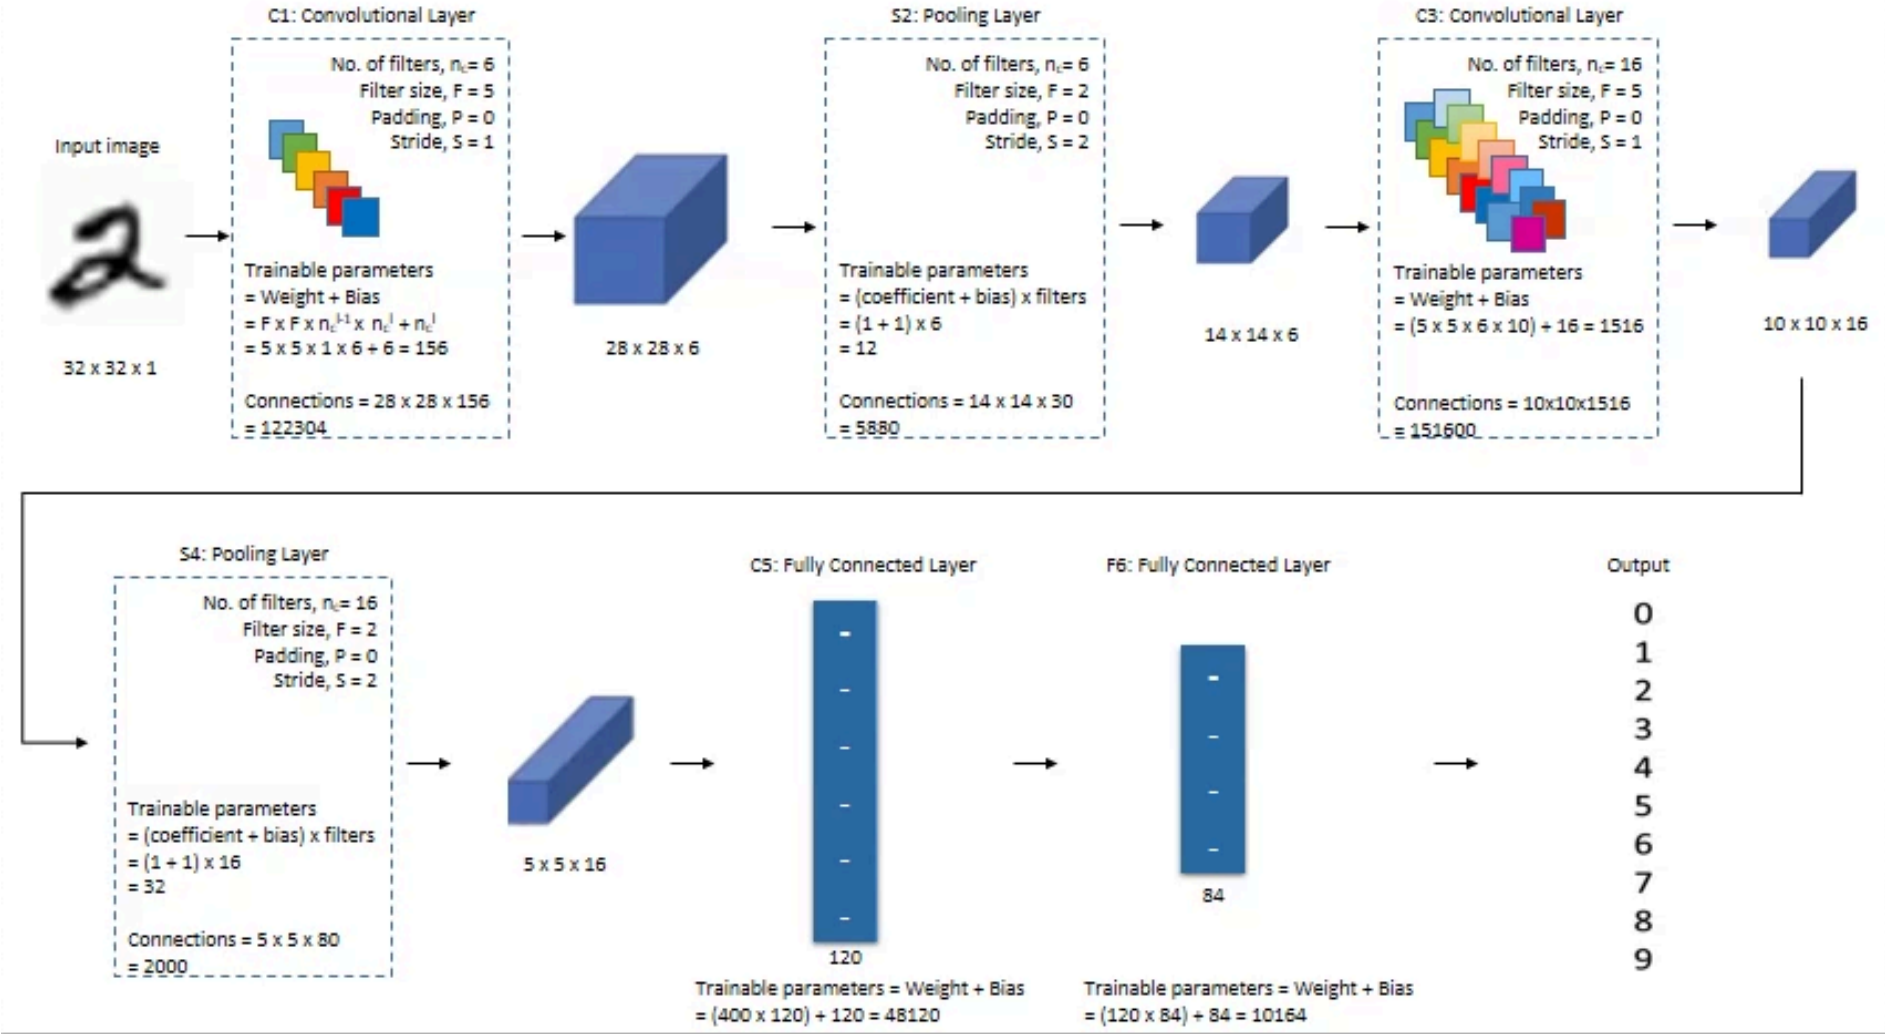 C1: Convolutional Layer
No. of filters, nc= 6
Filter size, F = 5
Padding, P = 0
Stride, S = 1
Input image
32 x 32 x 1
Trainable parameters
= Weight + Bias
= F x F x nc^l-1 x nc^l + nc^l
= 5 x 5 x 1 x 6 + 6 = 156
Connections = 28 x 28 x 156
= 122304
28 x 28 x 6
S2: Pooling Layer
No. of filters, nc= 6
Filter size, F = 2
Padding, P = 0
Stride, S = 2
Trainable parameters
= (coefficient + bias) x filters
= (1 + 1) x 6
= 12
Connections = 14 x 14 x 30
= 5880
14 x 14 x 6
C3: Convolutional Layer
No. of filters, nc= 16
Filter size, F = 5
Padding, P = 0
Stride, S = 1
Trainable parameters
= Weight + Bias
= (5 x 5 x 6 x 10) + 16 = 1516
Connections = 10x10x1516
= 151600
10 x 10 x 16
S4: Pooling Layer
No. of filters, nc= 16
Filter size, F = 2
Padding, P = 0
Stride, S = 2
Trainable parameters
= (coefficient + bias) x filters
= (1 + 1) x 16
= 32
Connections = 5 x 5 x 80
= 2000
5 x 5 x 16
C5: Fully Connected Layer
120
Trainable parameters = Weight + Bias
= (400 x 120) + 120 = 48120
F6: Fully Connected Layer
84
Trainable parameters = Weight + Bias
= (120 x 84) + 84 = 10164
Output
0
1
2
3
4
5
6
7
8
9
2